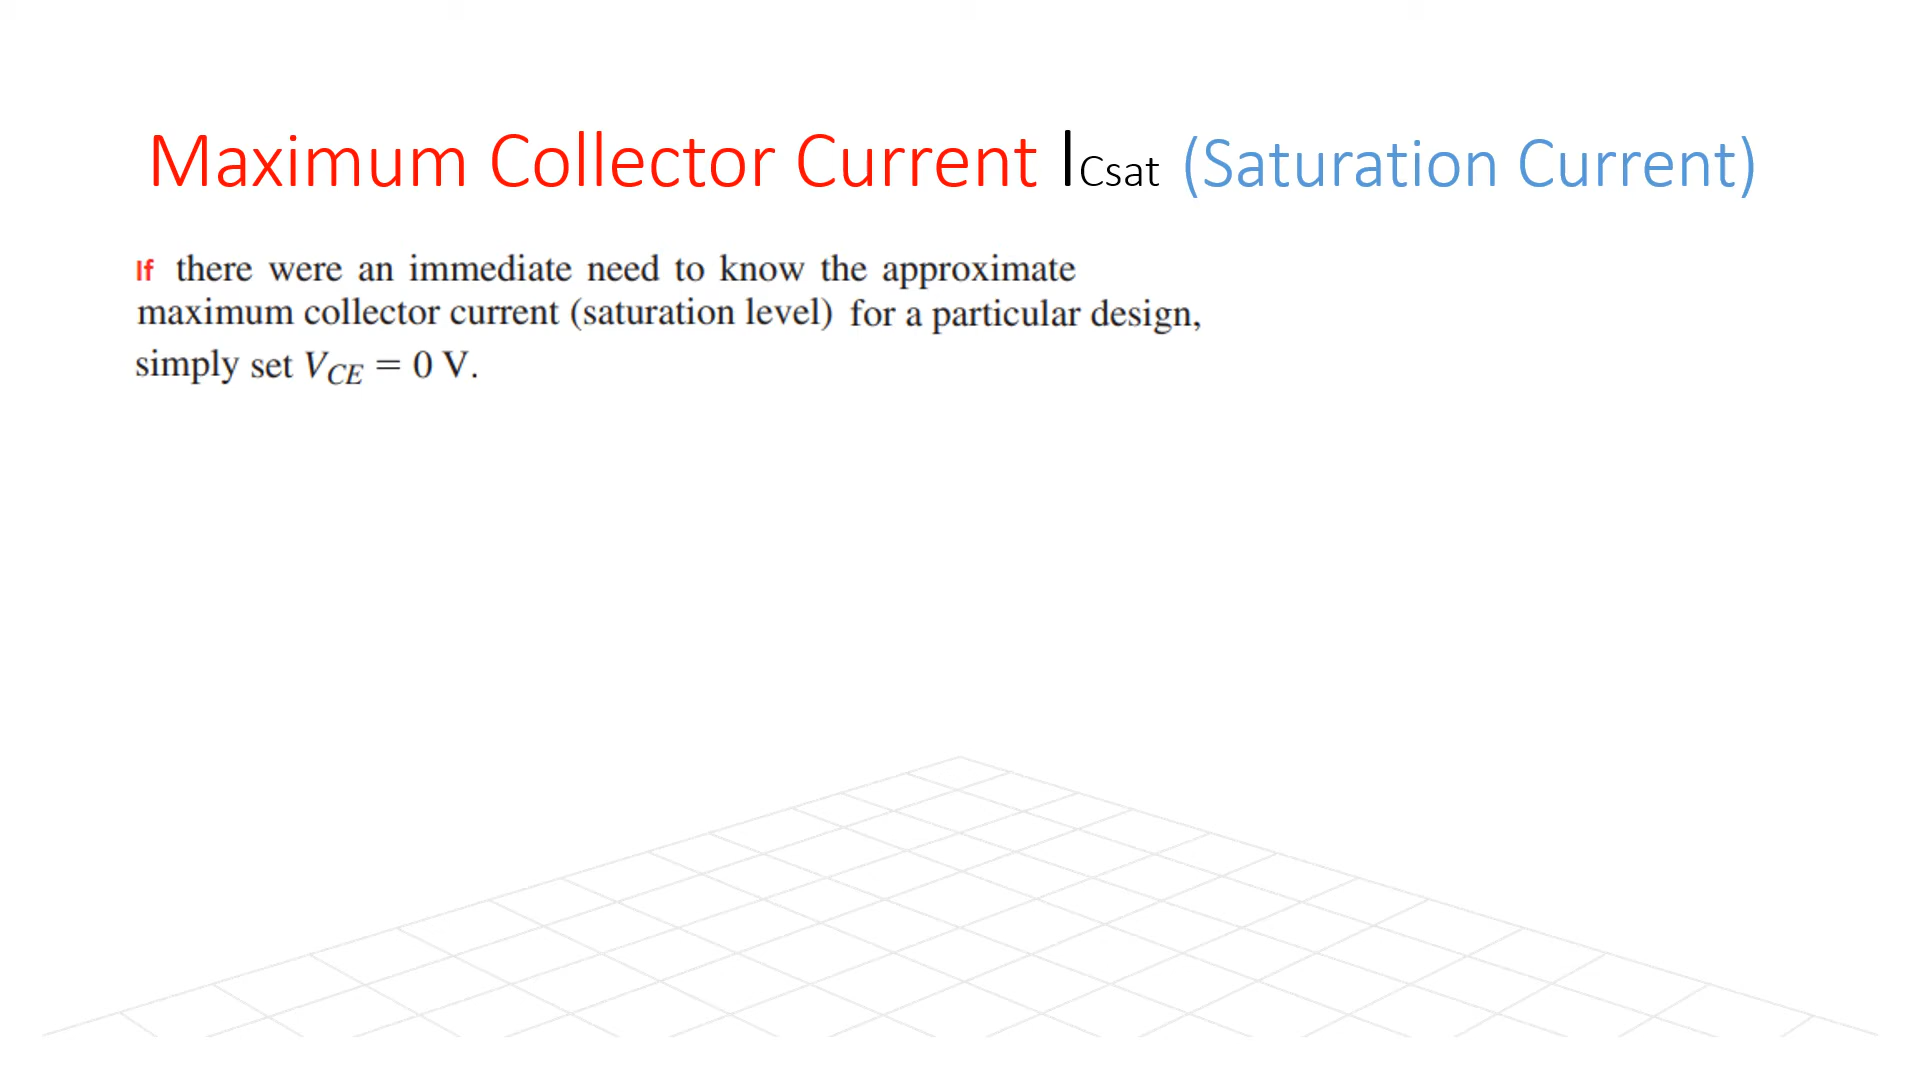 Maximum Collector Current ICsat (Saturation Current)
If there were an immediate need to know the approximate
maximum collector current (saturation level) for a particular design,
simply set VCE = 0 V.